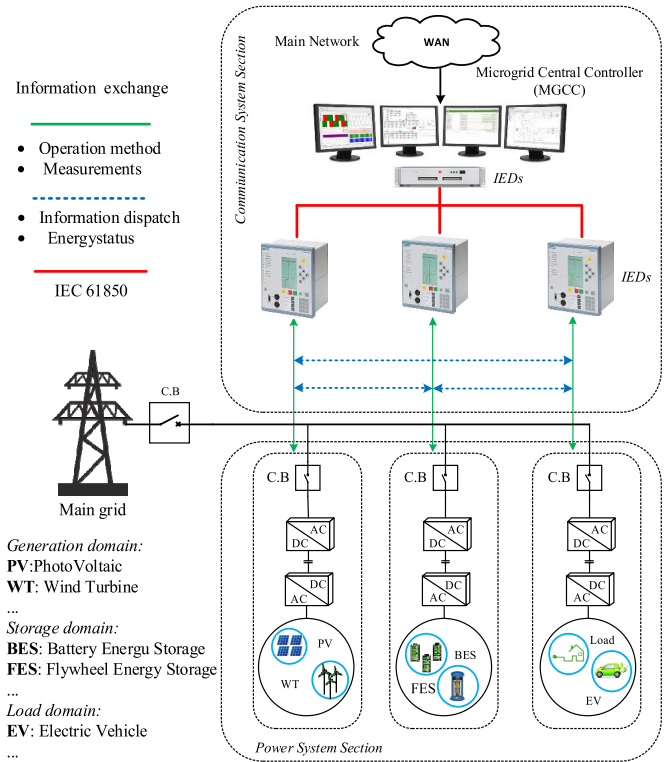 Main Network
WAN
Microgrid Central Controller
(MGCC)
Information exchange
Operation method
Measurements
Information dispatch
Energystatus
IEC 61850
Commiunication System Section
IEDs
IEDs
C.B
Main grid
C.B
C.B
C.B
AC
DC
AC
DC
AC
DC
DC
AC
DC
AC
DC
AC
PV
WT
BES
FES
Load
EV
Generation domain:
PV:PhotoVoltaic
WT: Wind Turbine
...
Storage domain:
BES: Battery Energu Storage
FES: Flywheel Energy Storage
...
Load domain:
EV: Electric Vehicle
...
Power System Section